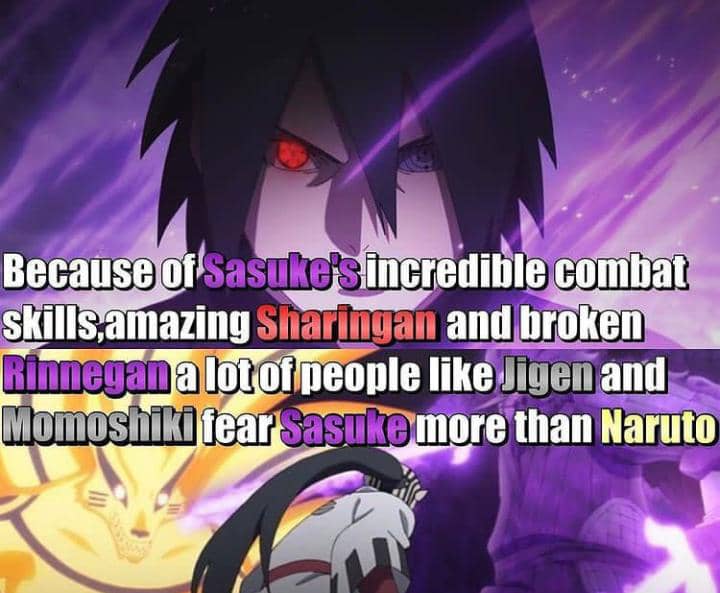 Because of Sasuke's incredible combat
skills,amazing Sharingan and broken
Rinnegan a lot of people like Jigen and
Momoshiki fear Sasuke more than Naruto